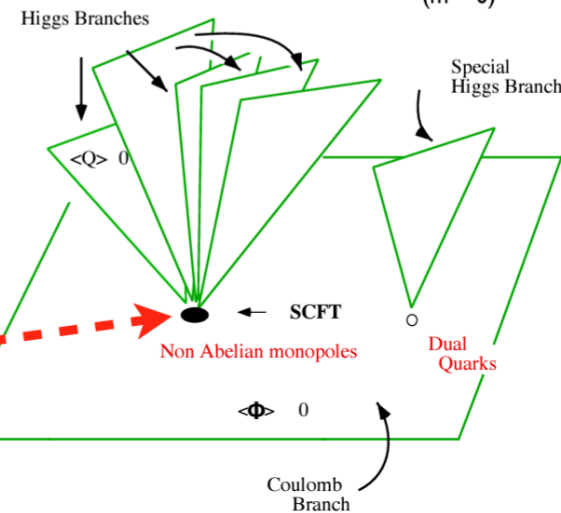 Higgs Branches
Special
Higgs Branch
<Q> 0
SCFT
Non Abelian monopoles
Dual
Quarks
<Φ> 0
Coulomb
Branch